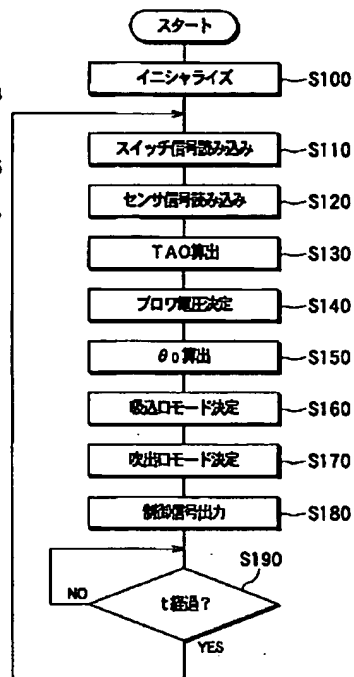 スタート
イニシャライズ S100
スイッチ信号読み込み S110
センサ信号読み込み S120
TAO算出 S130
ブロワ電圧決定 S140
θ0算出 S150
吸込口モード決定 S160
吹出口モード決定 S170
制御信号出力 S180
S190
t経過?
NO
YES